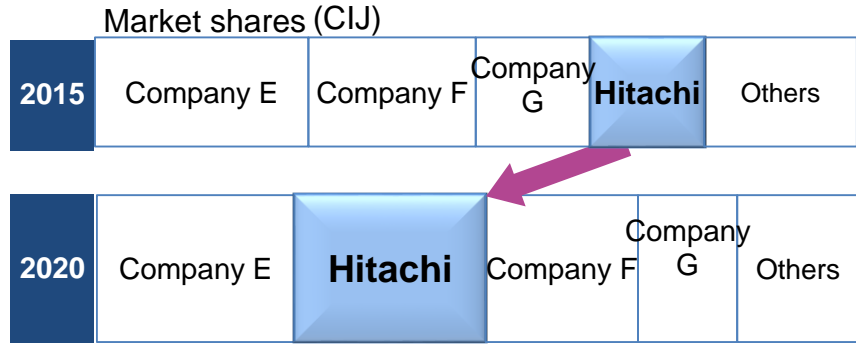 Market shares (CIJ)
2015
Company E
Company F
Company
G
Hitachi
Others
2020
Company E
Hitachi
Company F
Company
G
Others